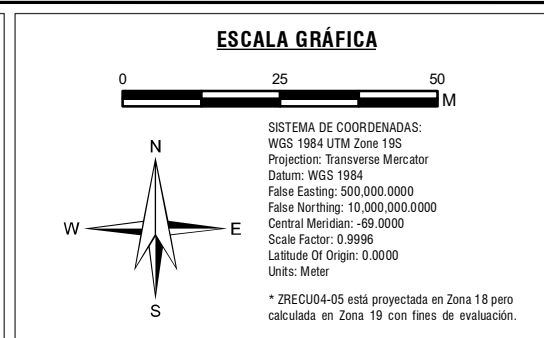 ESCALA GRÁFICA
0 25 50
M
SISTEMA DE COORDENADAS:
WGS 1984 UTM Zone 19S
Projection: Transverse Mercator
Datum: WGS 1984
False Easting: 500,000.0000
False Northing: 10,000,000.0000
Central Meridian: -69.0000
Scale Factor: 0.9996
Latitude Of Origin: 0.0000
Units: Meter
N
W E
S
* ZRECU04-05 está proyectada en Zona 18 pero
calculada en Zona 19 con fines de evaluación.